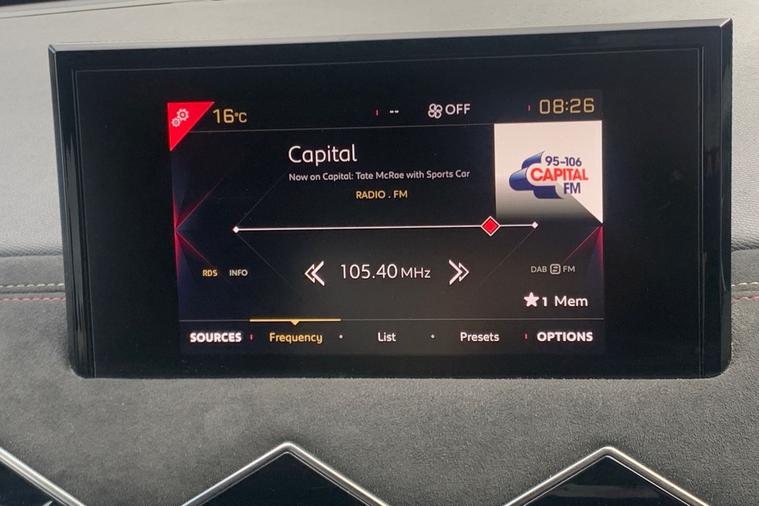 16°C
--
OFF
08:26
Capital
Now on Capital: Tate McRae with Sports Car
RADIO . FM
95-106
CAPITAL
FM
RDS INFO
105.40 MHz
DAB FM
1 Mem
SOURCES Frequency List Presets OPTIONS